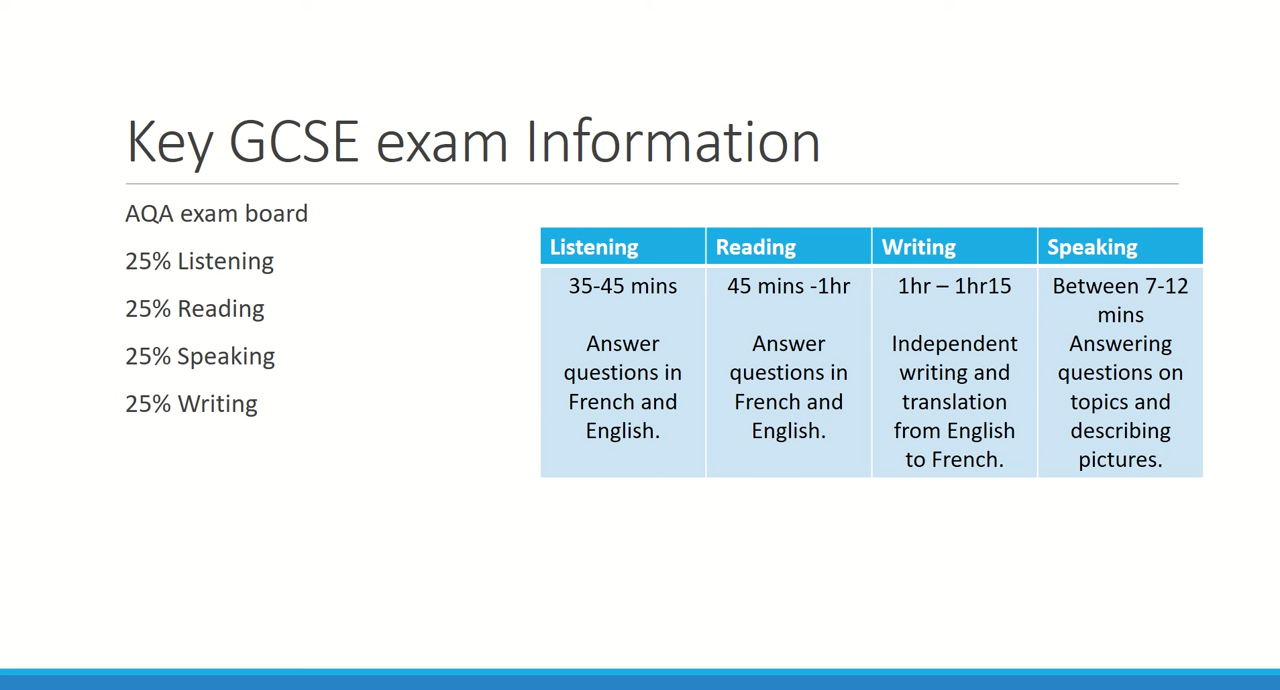 Key GCSE exam Information
AQA exam board
25% Listening
25% Reading
25% Speaking
25% Writing
Listening
35-45 mins
Answer
questions in
French and
English.
Reading
45 mins -1hr
Answer
questions in
French and
English.
Writing
1hr – 1hr15
Independent
writing and
translation
from English
to French.
Speaking
Between 7-12
mins
Answering
questions on
topics and
describing
pictures.